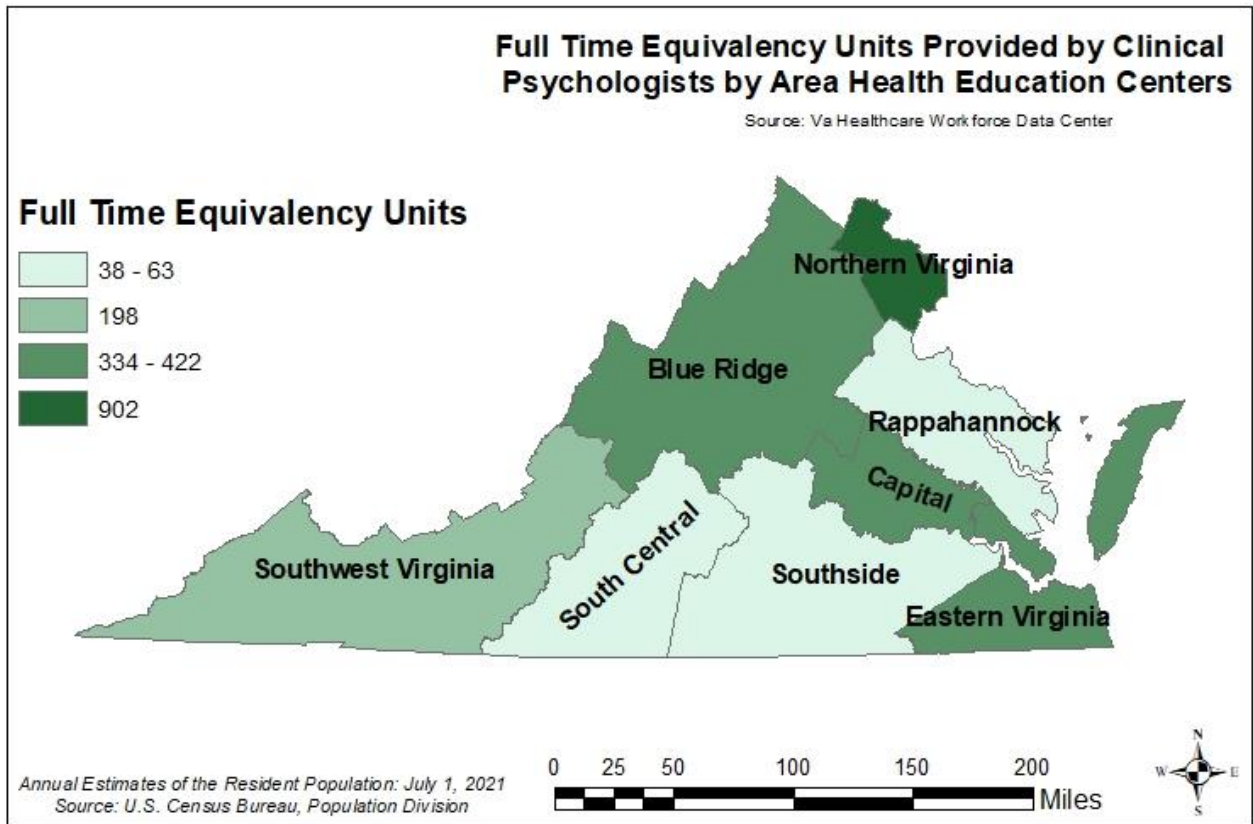 Full Time Equivalency Units Provided by Clinical
Psychologists by Area Health Education Centers
Source: Va Healthcare Workforce Data Center
Full Time Equivalency Units
38 - 63
198
334 - 422
902
Northern Virginia
Blue Ridge
Rappahannock
Capital
Southwest Virginia
South Central
Southside
Eastern Virginia
Annual Estimates of the Resident Population: July 1, 2021
Source: U.S. Census Bureau, Population Division
0 25 50 100 150 200
Miles
N
W E
S